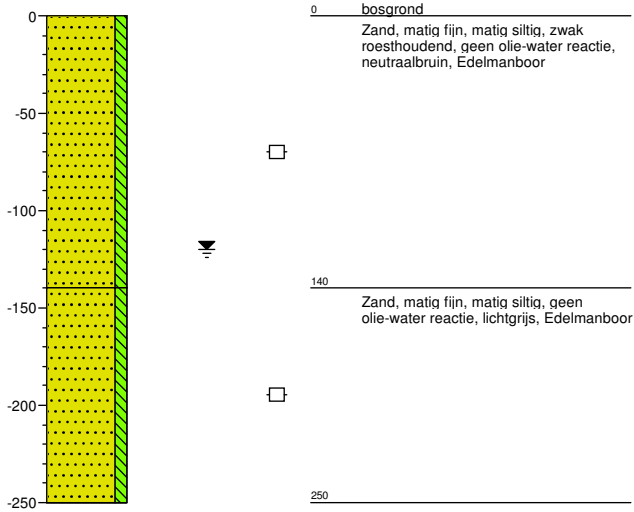 0
-50
-100
-150
-200
-250
0
bosgrond
Zand, matig fijn, matig siltig, zwak
roesthoudend, geen olie-water reactie,
neutraalbruin, Edelmanboor
140
Zand, matig fijn, matig siltig, geen
olie-water reactie, lichtgrijs, Edelmanboor
250